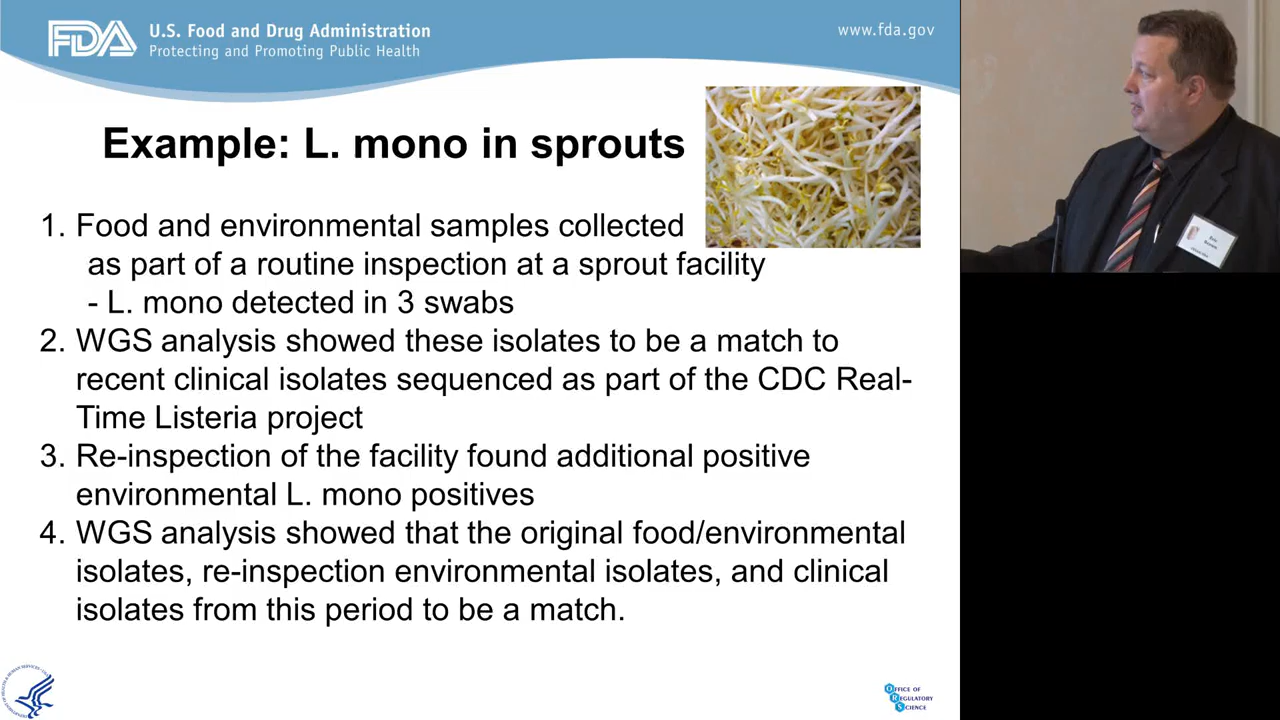 FDA
U.S. Food and Drug Administration
Protecting and Promoting Public Health
www.fda.gov
Example: L. mono in sprouts
1. Food and environmental samples collected
as part of a routine inspection at a sprout facility
- L. mono detected in 3 swabs
2. WGS analysis showed these isolates to be a match to
recent clinical isolates sequenced as part of the CDC Real-
Time Listeria project
3. Re-inspection of the facility found additional positive
environmental L. mono positives
4. WGS analysis showed that the original food/environmental
isolates, re-inspection environmental isolates, and clinical
isolates from this period to be a match.
OFFICE OF
REGULATORY
SCIENCE